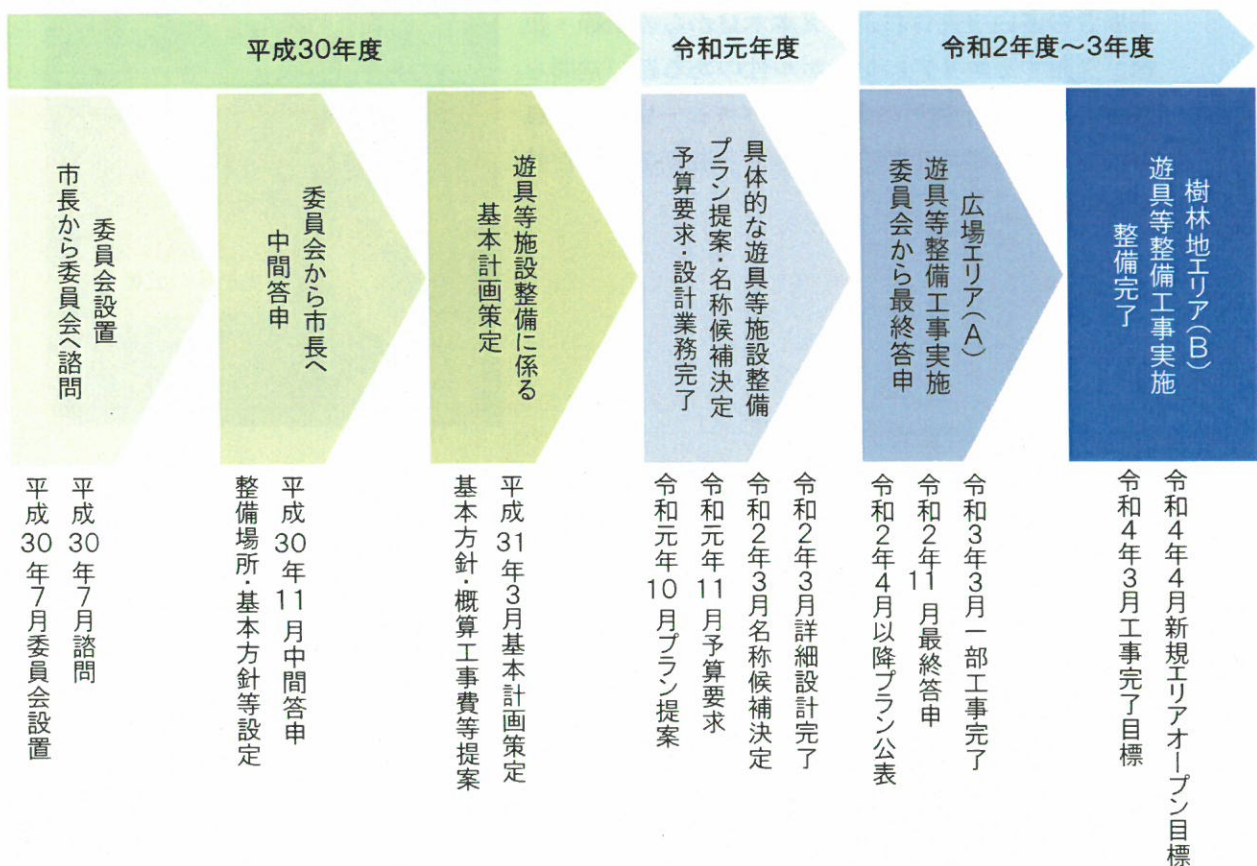 平成30年度
令和元年度
令和2年度～3年度
委員会設置
市長から委員会へ諮問
委員会から市長へ
中間答申
遊具等施設整備に係る
基本計画策定
具体的な遊具等施設整備
プラン提案・名称候補決定
予算要求・設計業務完了
広場エリア(A)
遊具等整備工事実施
委員会から最終答申
樹林地エリア(B)
遊具等整備工事実施
整備完了
平成30年7月諮問
平成30年7月委員会設置
平成30年11月中間答申
整備場所・基本方針等設定
平成31年3月基本計画策定
基本方針・概算工事費等提案
令和2年3月詳細設計完了
令和2年3月名称候補決定
令和元年11月予算要求
令和元年10月プラン提案
令和3年3月一部工事完了
令和2年11月最終答申
令和2年4月以降プラン公表
令和4年4月新規エリアオープン目標
令和4年3月工事完了目標